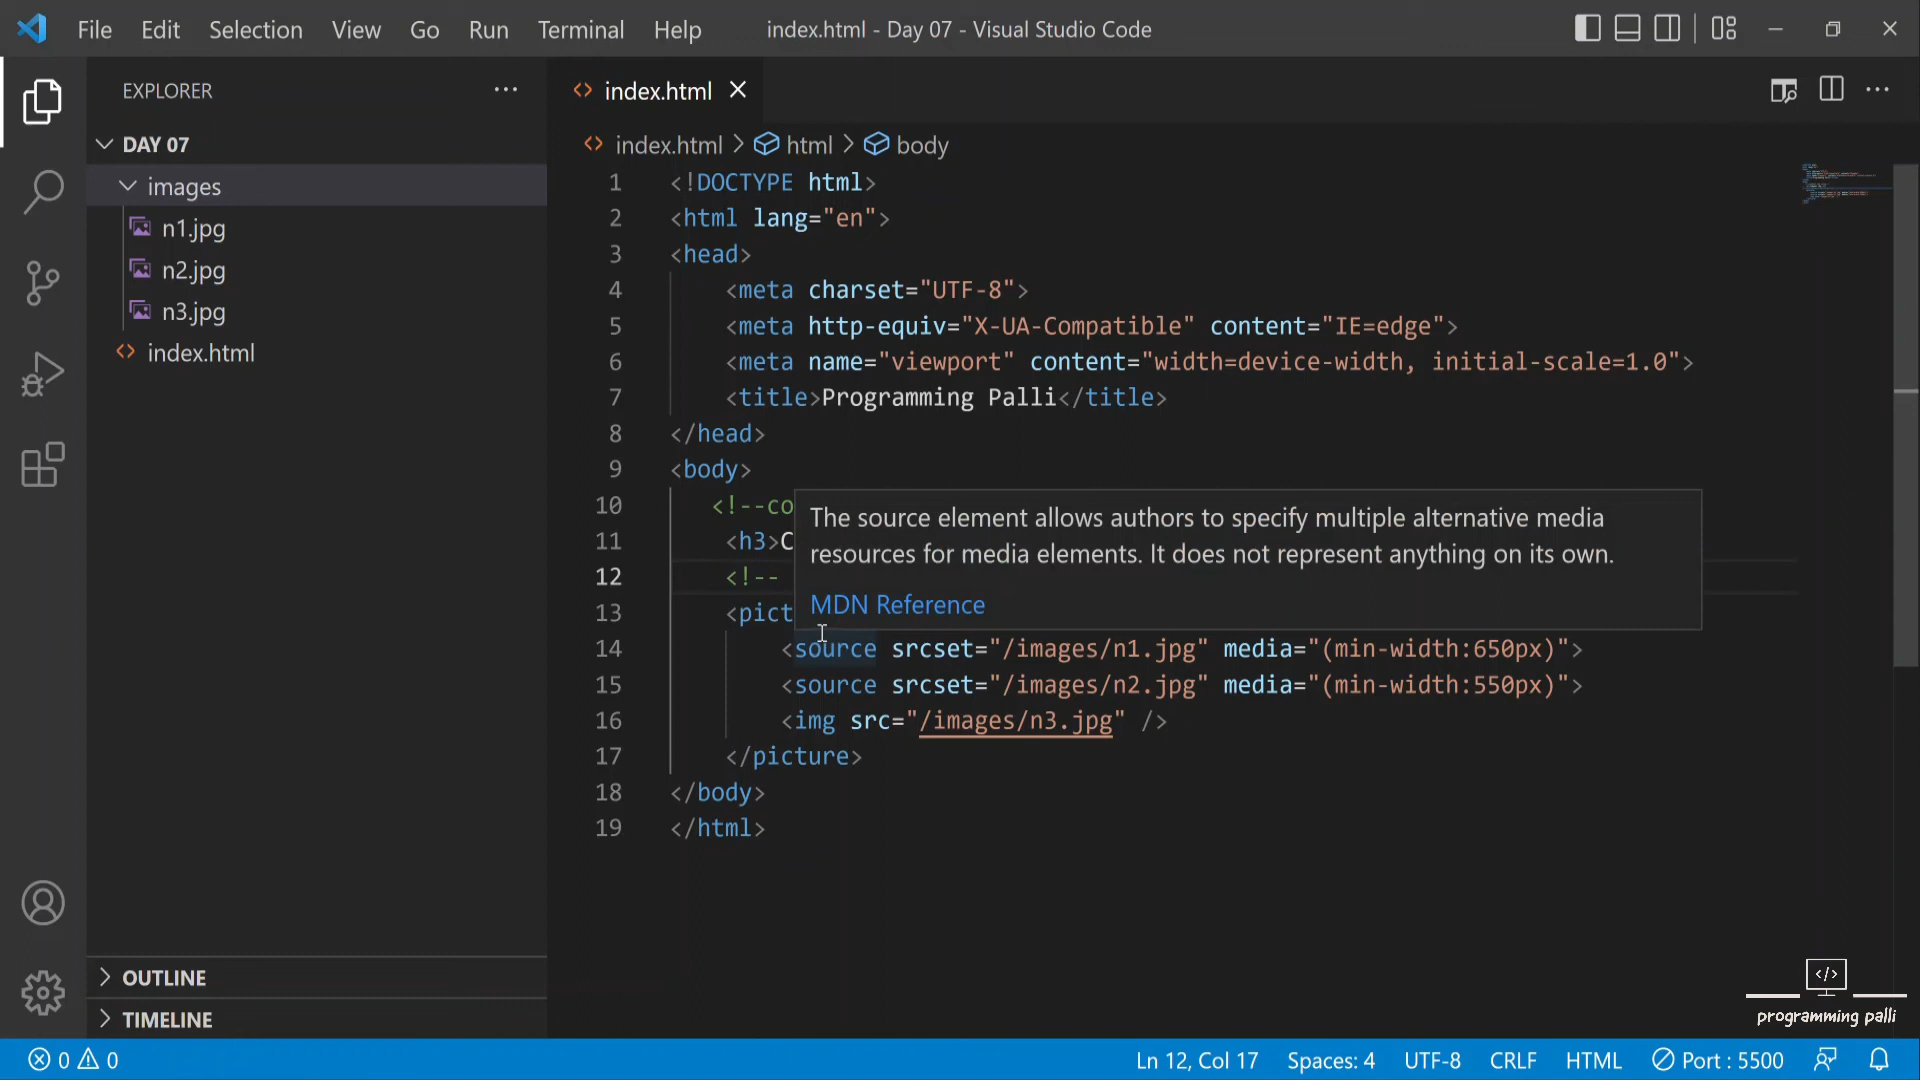 File Edit Selection View Go Run Terminal Help index.html - Day 07 - Visual Studio Code
EXPLORER
DAY 07
images
n1.jpg
n2.jpg
n3.jpg
index.html
OUTLINE
TIMELINE
index.html
index.html > html > body
1 <!DOCTYPE html>
2 <html lang="en">
3 <head>
4 <meta charset="UTF-8">
5 <meta http-equiv="X-UA-Compatible" content="IE=edge">
6 <meta name="viewport" content="width=device-width, initial-scale=1.0">
7 <title>Programming Palli</title>
8 </head>
9 <body>
10 <!--co
11 <h3>C
12 <!--
13 <pict
The source element allows authors to specify multiple alternative media
resources for media elements. It does not represent anything on its own.
MDN Reference
14 <source srcset="/images/n1.jpg" media="(min-width:650px)">
15 <source srcset="/images/n2.jpg" media="(min-width:550px)">
16 <img src="/images/n3.jpg" />
17 </picture>
18 </body>
19 </html>
</>
programming palli
0 0 Ln 12, Col 17 Spaces: 4 UTF-8 CRLF HTML Port : 5500